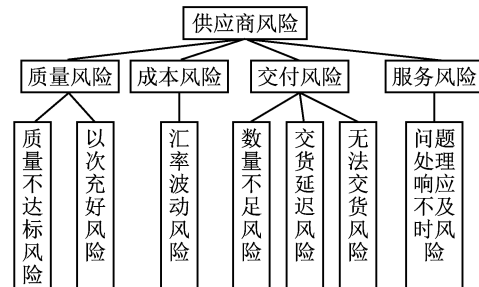 供应商风险
质量风险
成本风险
交付风险
服务风险
质量不达标风险
以次充好风险
汇率波动风险
数量不足风险
交货延迟风险
无法交货风险
问题处理响应不及时风险